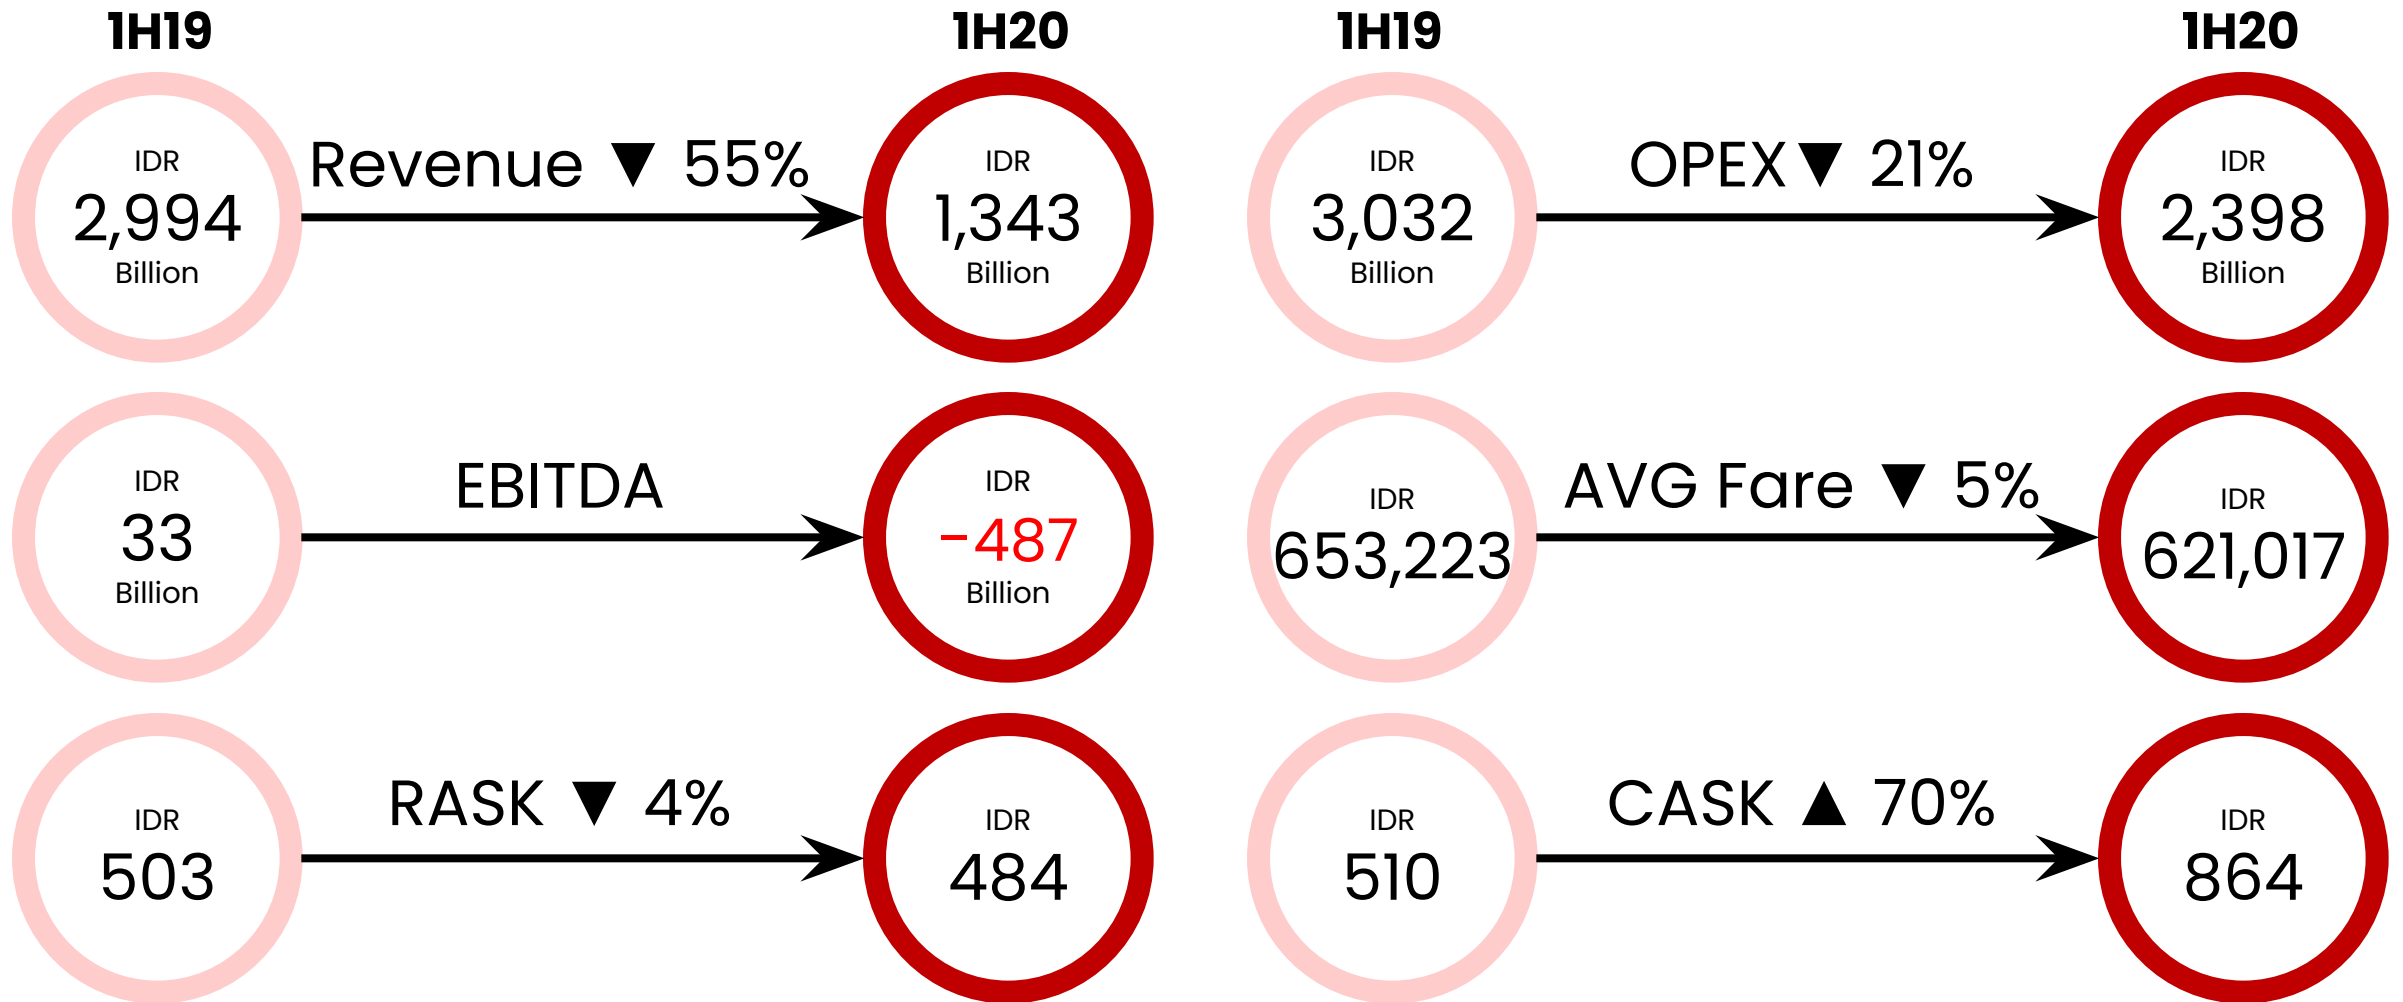 1H19
1H20
1H19
1H20
IDR
2,994
Billion
Revenue ▼ 55%
IDR
1,343
Billion
IDR
3,032
Billion
OPEX▼ 21%
IDR
2,398
Billion
IDR
33
Billion
EBITDA
IDR
-487
Billion
IDR
653,223
AVG Fare ▼ 5%
IDR
621,017
IDR
503
RASK ▼ 4%
IDR
484
IDR
510
CASK ▲ 70%
IDR
864